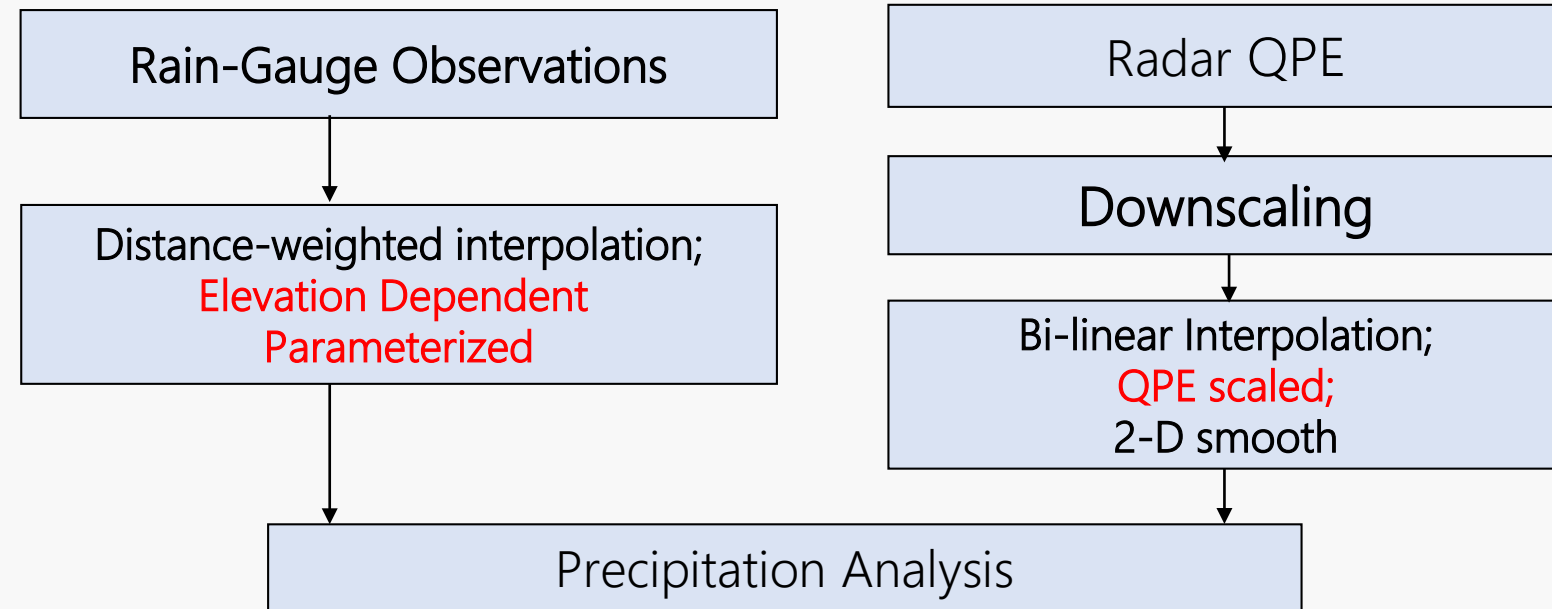 Rain-Gauge Observations
Distance-weighted interpolation;
Elevation Dependent
Parameterized
Radar QPE
Downscaling
Bi-linear Interpolation;
QPE scaled;
2-D smooth
Precipitation Analysis